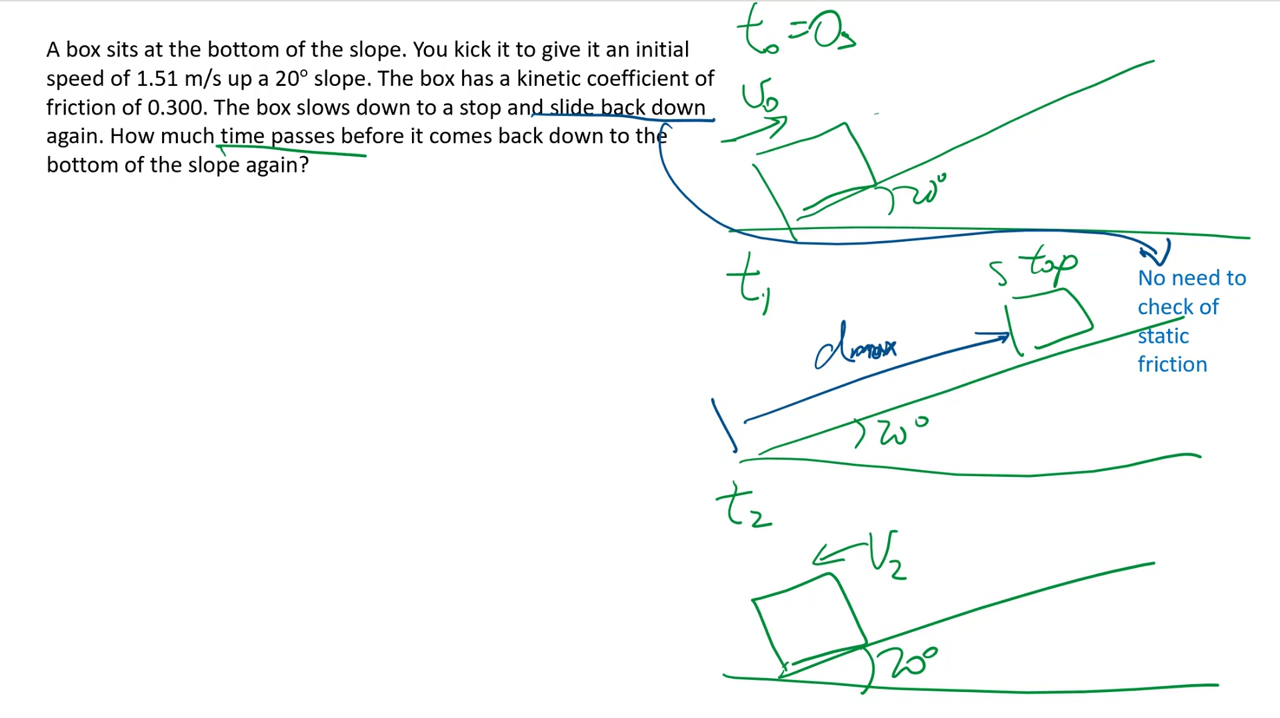 A box sits at the bottom of the slope. You kick it to give it an initial
speed of 1.51 m/s up a 20° slope. The box has a kinetic coefficient of
friction of 0.300. The box slows down to a stop and slide back down
again. How much time passes before it comes back down to the
bottom of the slope again?
t₀ = 0s
v₀
20°
t₁
stop
No need to
check of
static
friction
dmax
20°
t₂
v₂
20°